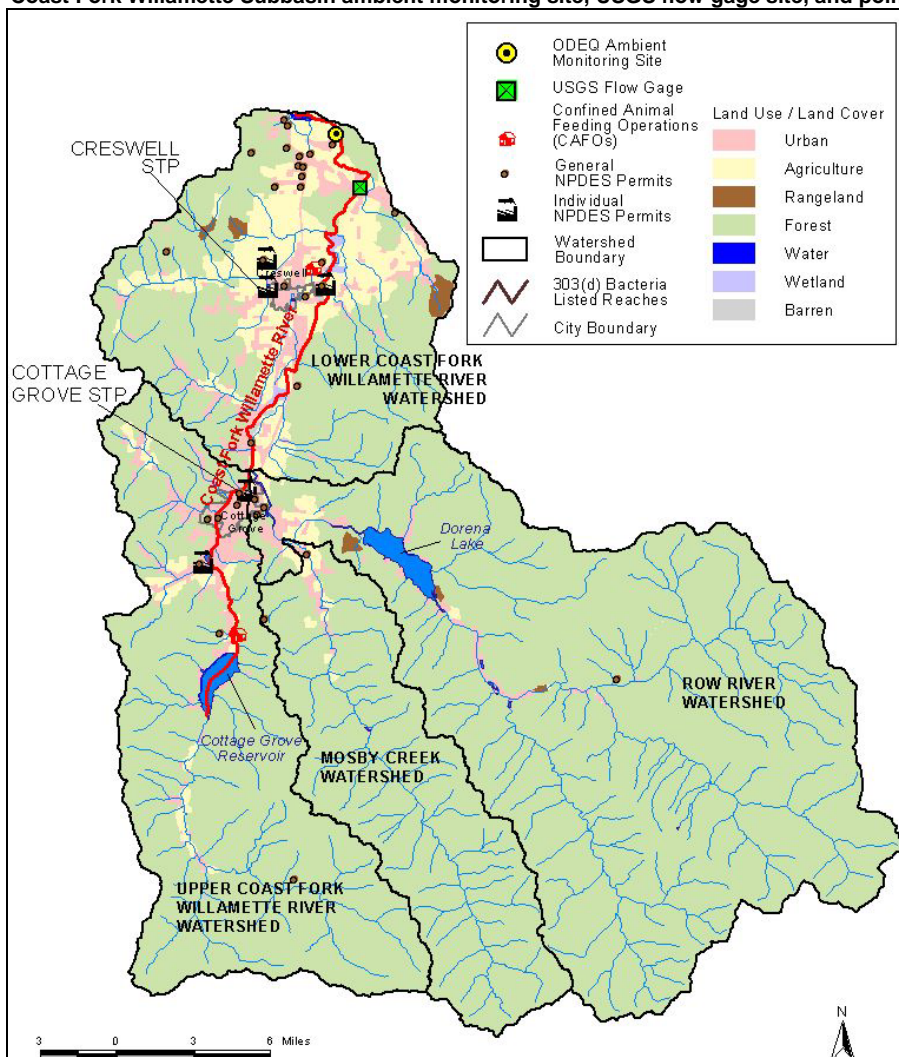 Coast Fork Willamette Subbasin ambient monitoring site, USGS flow gage site, and
ODEQ Ambient
Monitoring Site
USGS Flow Gage
Confined Animal
Feeding Operations
(CAFOs)
General
NPDES Permits
Individual
NPDES Permits
Watershed
Boundary
303(d) Bacteria
Listed Reaches
City Boundary
Land Use / Land Cover
Urban
Agriculture
Rangeland
Forest
Water
Wetland
Barren
CRESWELL
STP
Creswell
Coast Fork Willamette River
LOWER COAST FORK
WILLAMETTE RIVER
WATERSHED
COTTAGE
GROVE STP
Cottage
Grove
Dorena
Lake
ROW RIVER
WATERSHED
Cottage Grove
Reservoir
MOSBY CREEK
WATERSHED
UPPER COAST FORK
WILLAMETTE RIVER
WATERSHED
3 0 3 6 Miles
N